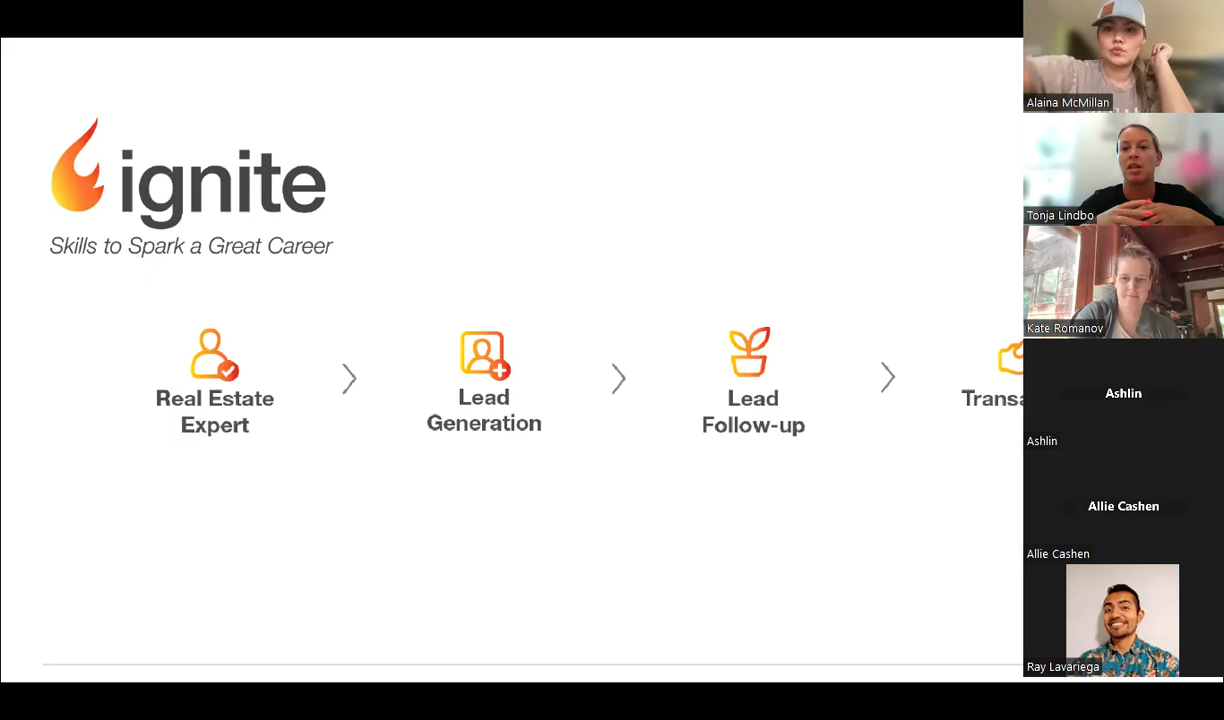 ignite
Skills to Spark a Great Career
Real Estate
Expert
Lead
Generation
Lead
Follow-up
Alaina McMillan
Tonja Lindbo
Kate Romanov
Ashlin
Ashlin
Allie Cashen
Allie Cashen
Ray Lavariega